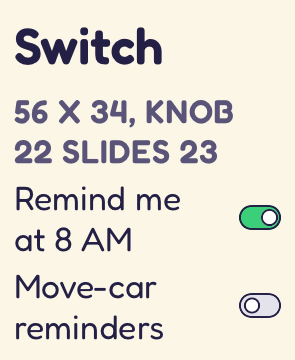 Switch
56 X 34, KNOB
22 SLIDES 23
Remind me
at 8 AM
Move-car
reminders